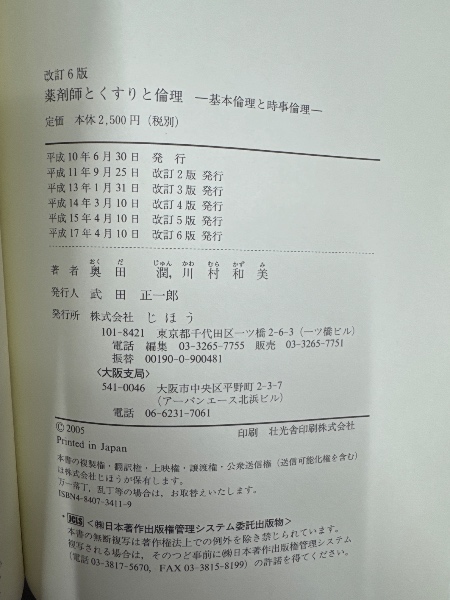 改訂6版
薬剤師とくすりと倫理 ―基本倫理と時事倫理―
定価 本体2,500円（税別）
平成10年6月30日 発行
平成11年9月25日 改訂2版 発行
平成13年1月31日 改訂3版 発行
平成14年3月10日 改訂4版 発行
平成15年4月10日 改訂5版 発行
平成17年4月10日 改訂6版 発行
おく だ じゅん かわ むら かず み
著者 奥田 潤，川村和美
発行人 武田 正一郎
発行所 株式会社 じほう
101-8421 東京都千代田区一ツ橋2-6-3（一ツ橋ビル）
電話 編集 03-3265-7755 販売 03-3265-7751
振替 00190-0-900481
〈大阪支局〉
541-0046 大阪市中央区平野町2-3-7
（アーバンエース北浜ビル）
電話 06-6231-7061
©2005 印刷 壮光舎印刷株式会社
Printed in Japan
本書の複製権・翻訳権・上映権・譲渡権・公衆送信権（送信可能化権を含む）
は株式会社じほうが保有します。
万一落丁，乱丁等の場合は，お取替えいたします。
ISBN4-8407-3411-9
・JCLS 〈㈱日本著作出版権管理システム委託出版物〉
本書の無断複写は著作権法上での例外を除き禁じられています。
複写される場合は，そのつど事前に㈱日本著作出版権管理システム
（電話 03-3817-5670，FAX 03-3815-8199）の許諾を得てください。